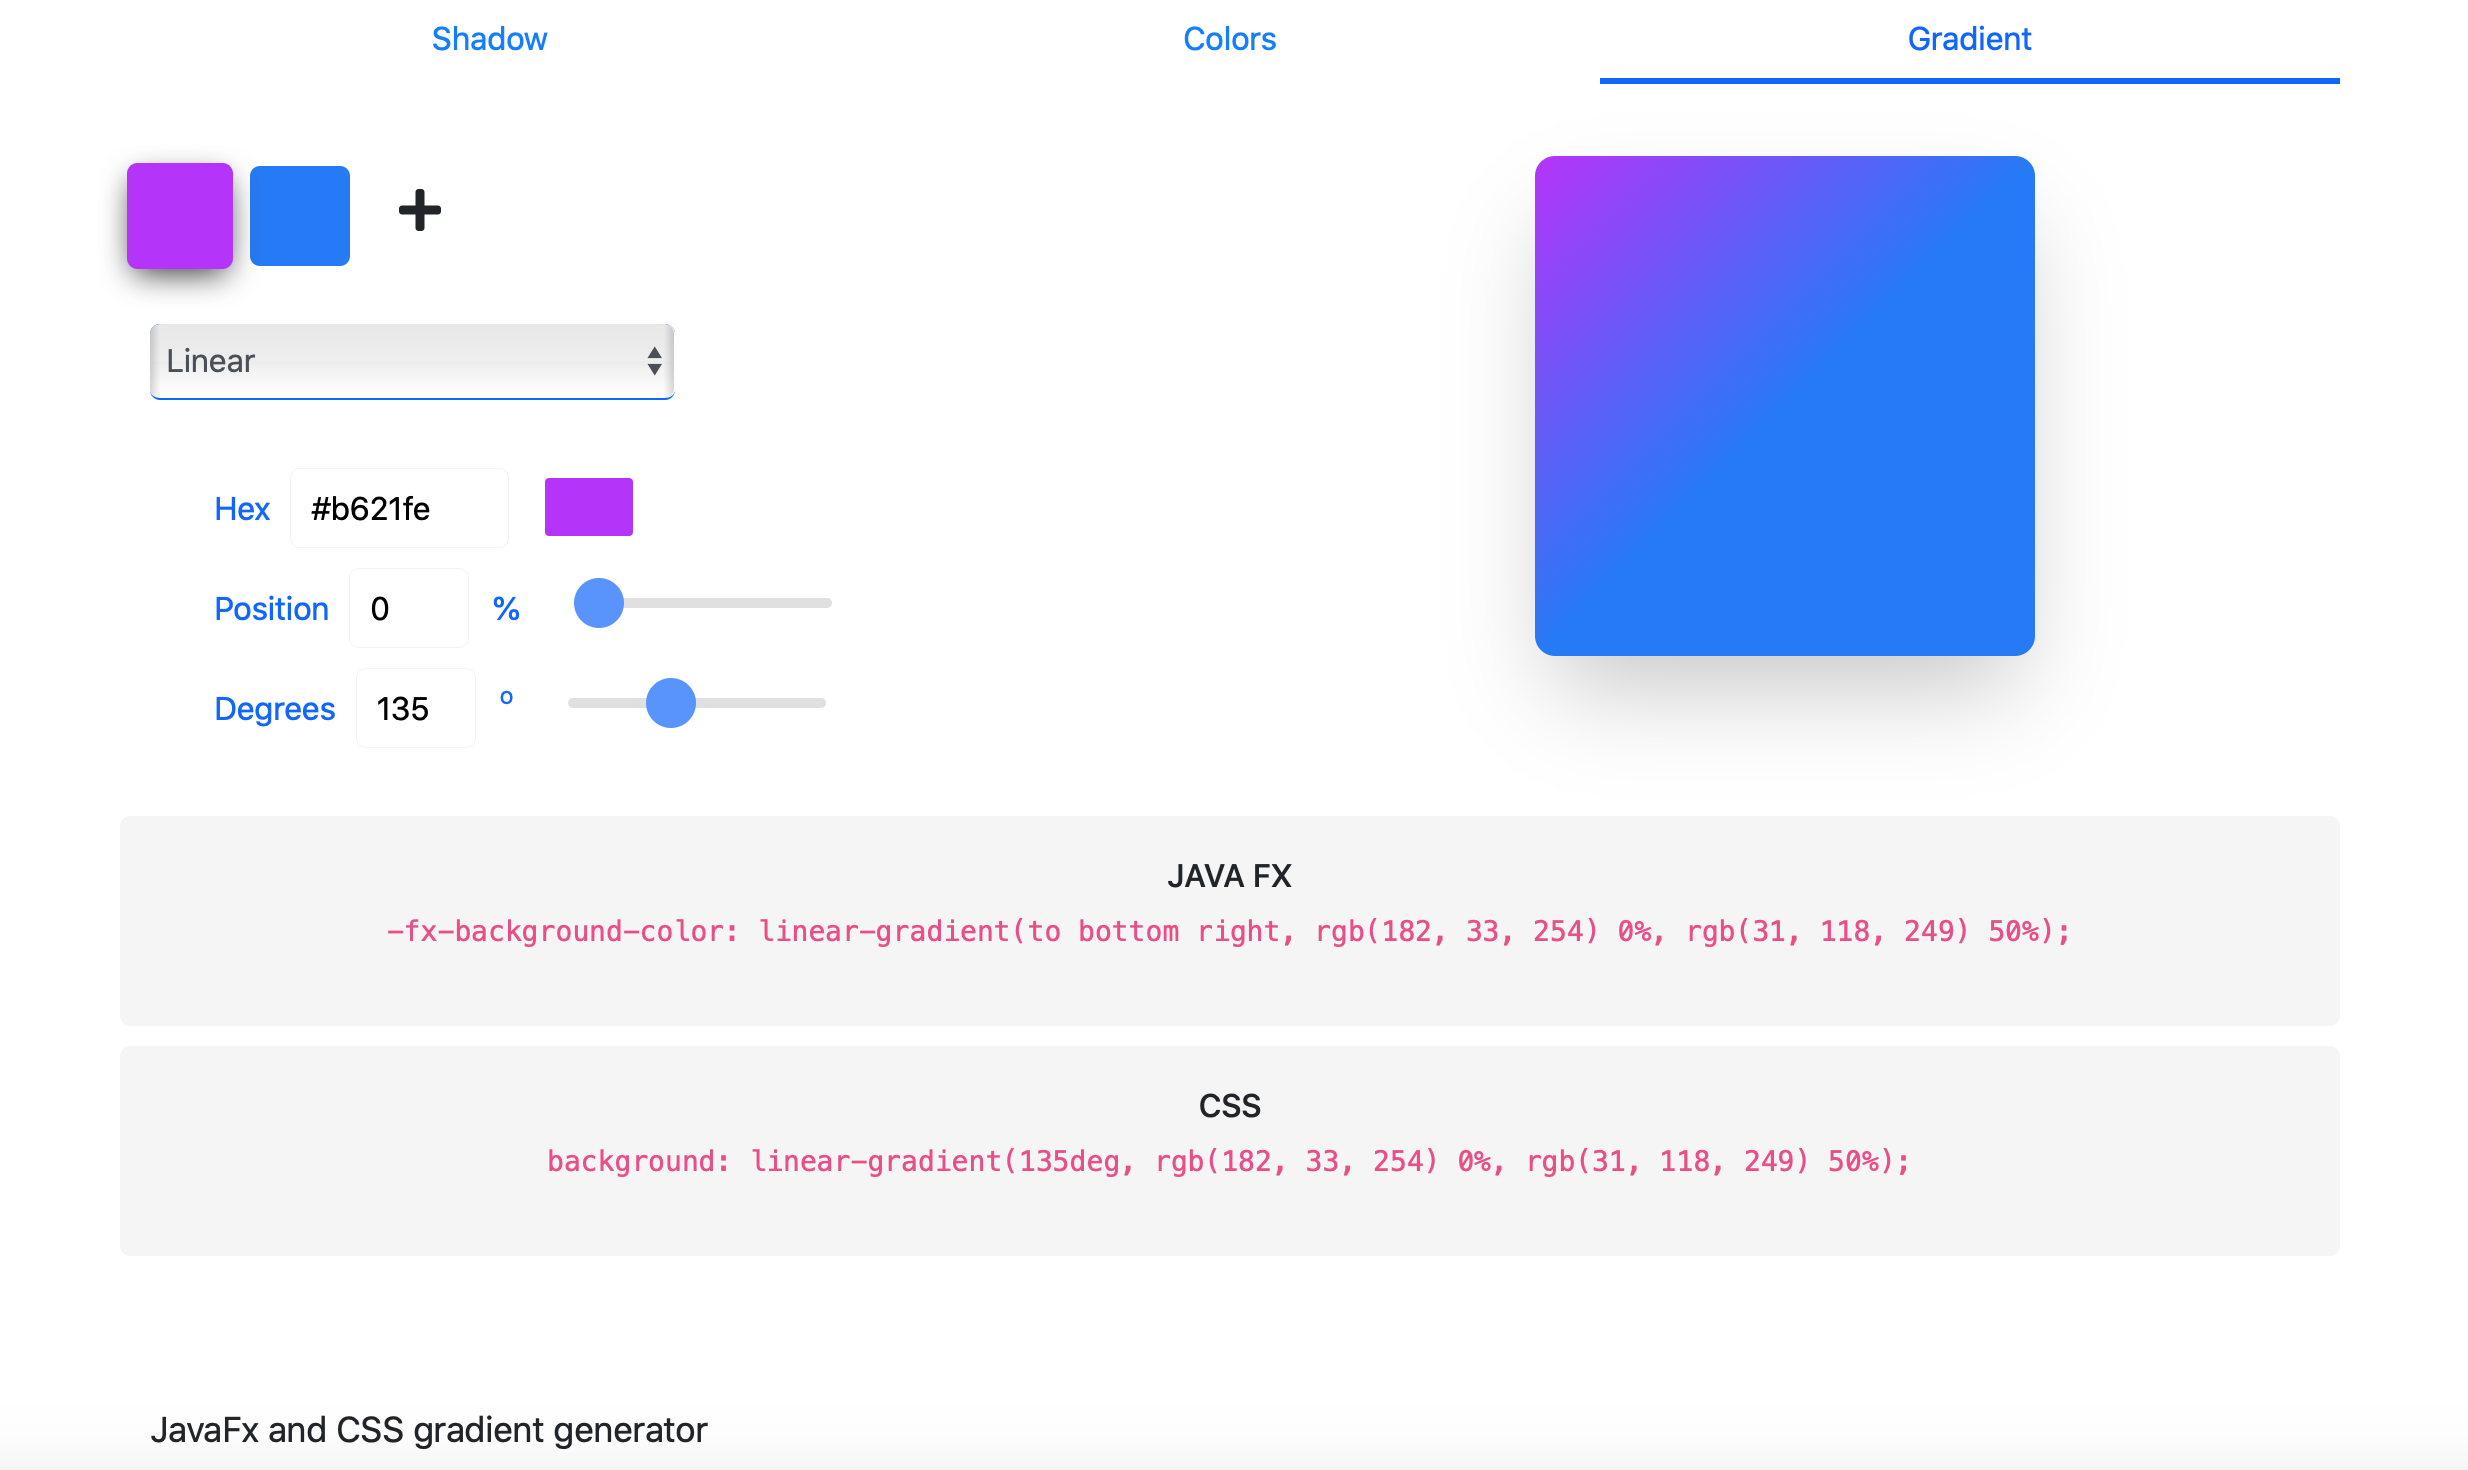 Shadow Colors Gradient
Linear
Hex #b621fe
Position 0 %
Degrees 135 °
JAVA FX
-fx-background-color: linear-gradient(to bottom right, rgb(182, 33, 254) 0%, rgb(31, 118, 249) 50%);
CSS
background: linear-gradient(135deg, rgb(182, 33, 254) 0%, rgb(31, 118, 249) 50%);
JavaFx and CSS gradient generator